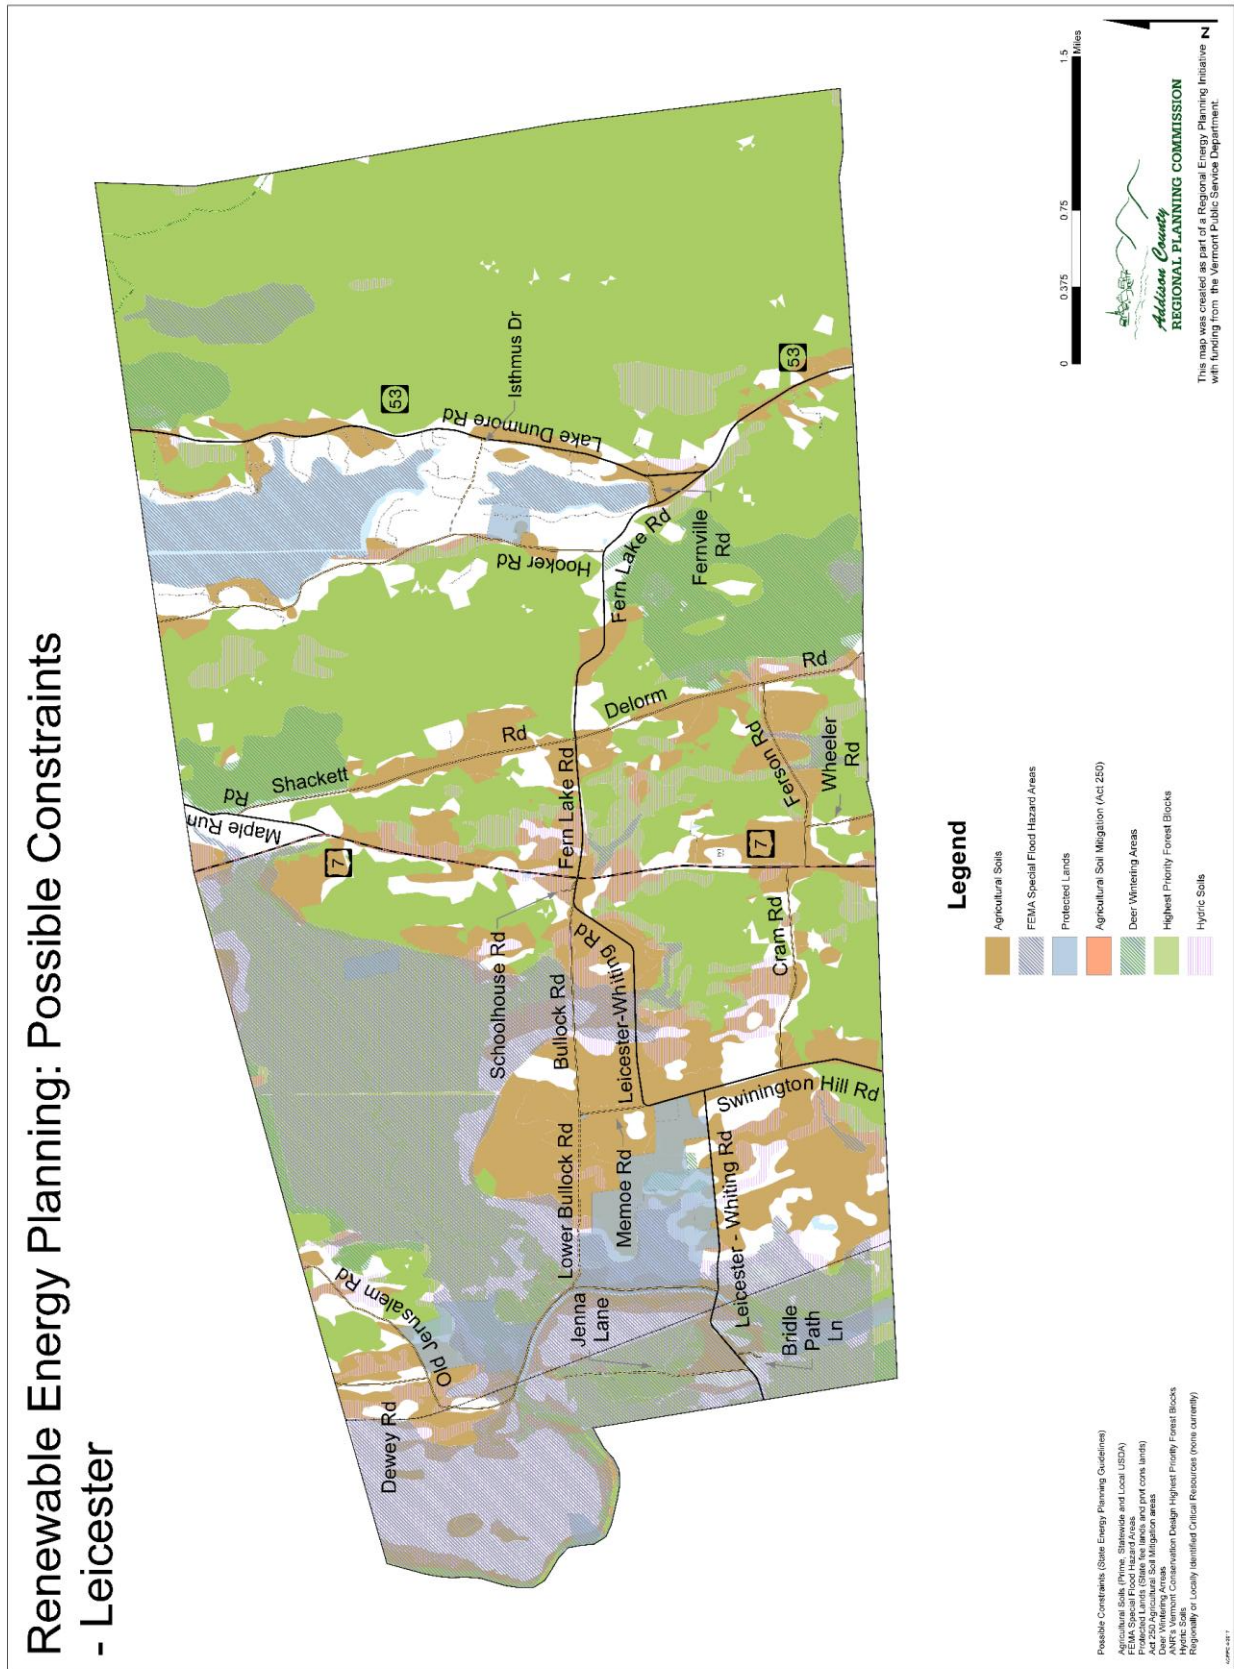 Renewable Energy Planning: Possible Constraints
- Leicester
Dewey Rd
Old Jerusalem Rd
Jenna
Lane
Lower Bullock Rd
Memoe Rd
Leicester - Whiting Rd
Bridle
Path
Ln
Swinington Hill Rd
Schoolhouse Rd
Bullock Rd
Leicester-Whiting Rd
Cram Rd
Maple Run
Rd
7
7
Shackett
Rd
Fern Lake Rd
Delorm
Rd
Ferson Rd
Wheeler
Rd
Hooker Rd
Fern Lake Rd
Fernville
Rd
Lake Dunmore Rd
Isthmus Dr
53
53
Legend
Agricultural Soils
FEMA Special Flood Hazard Areas
Protected Lands
Agricultural Soil Mitigation (Act 250)
Deer Wintering Areas
Highest Priority Forest Blocks
Hydric Soils
Possible Constraints (State Energy Planning Guidelines)
Agricultural Soils (Prime, Statewide and Local USDA)
FEMA Special Flood Hazard Areas
Protected Lands (State fee lands and prvt cons lands)
Act 250 Agricultural Soil Mitigation areas
Deer Wintering Areas
ANR's Vermont Conservation Design Highest Priority Forest Blocks
Hydric Soils
Regionally or Locally Identified Critical Resources (none currently)
0 0.375 0.75 1.5
Miles
N
Addison County
REGIONAL PLANNING COMMISSION
This map was created as part of a Regional Energy Planning Initiative
with funding from the Vermont Public Service Department.